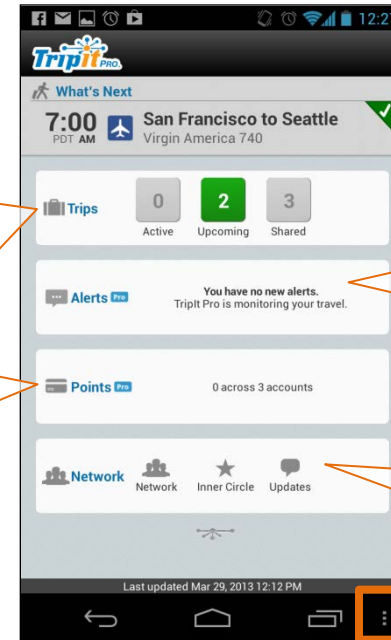 12:2
TripIt PRO
What's Next
7:00 San Francisco to Seattle
PDT AM Virgin America 740
Trips 0 2 3
Active Upcoming Shared
You have no new alerts.
Alerts Pro TripIt Pro is monitoring your travel.
Points Pro 0 across 3 accounts
Network Network Inner Circle Updates
Last updated Mar 29, 2013 12:12 PM